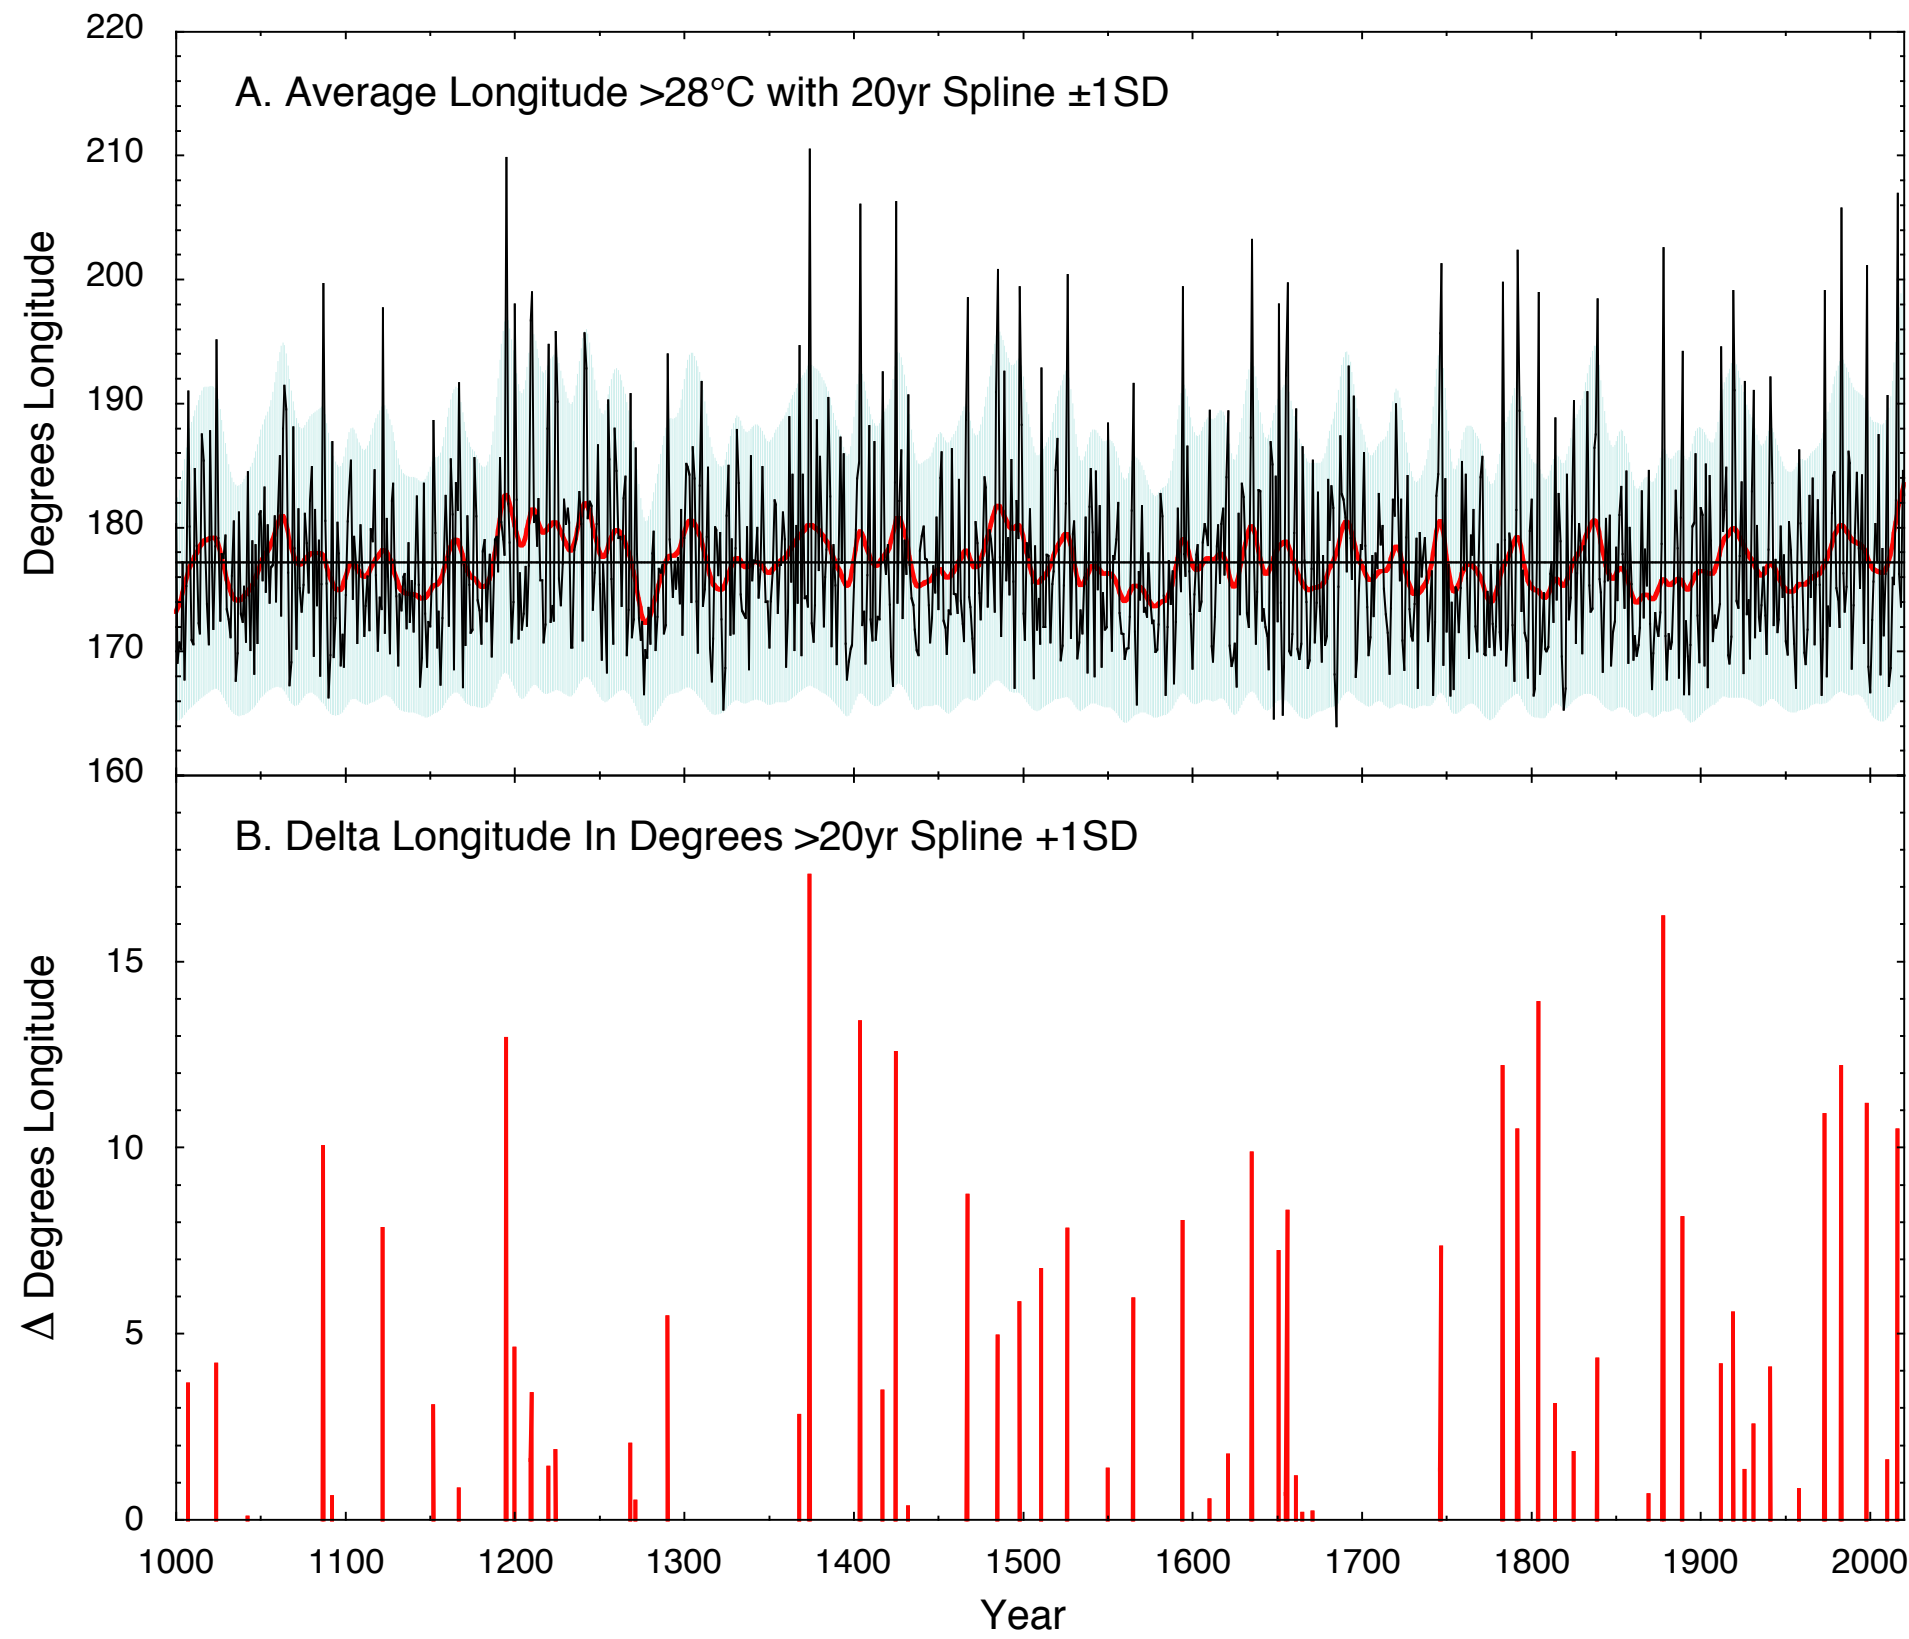 220
A. Average Longitude >28°C with 20yr Spline ±1SD
210
200
190
180
170
160
Degrees Longitude
B. Delta Longitude In Degrees >20yr Spline +1SD
15
10
5
0
Δ Degrees Longitude
1000 1100 1200 1300 1400 1500 1600 1700 1800 1900 2000
Year